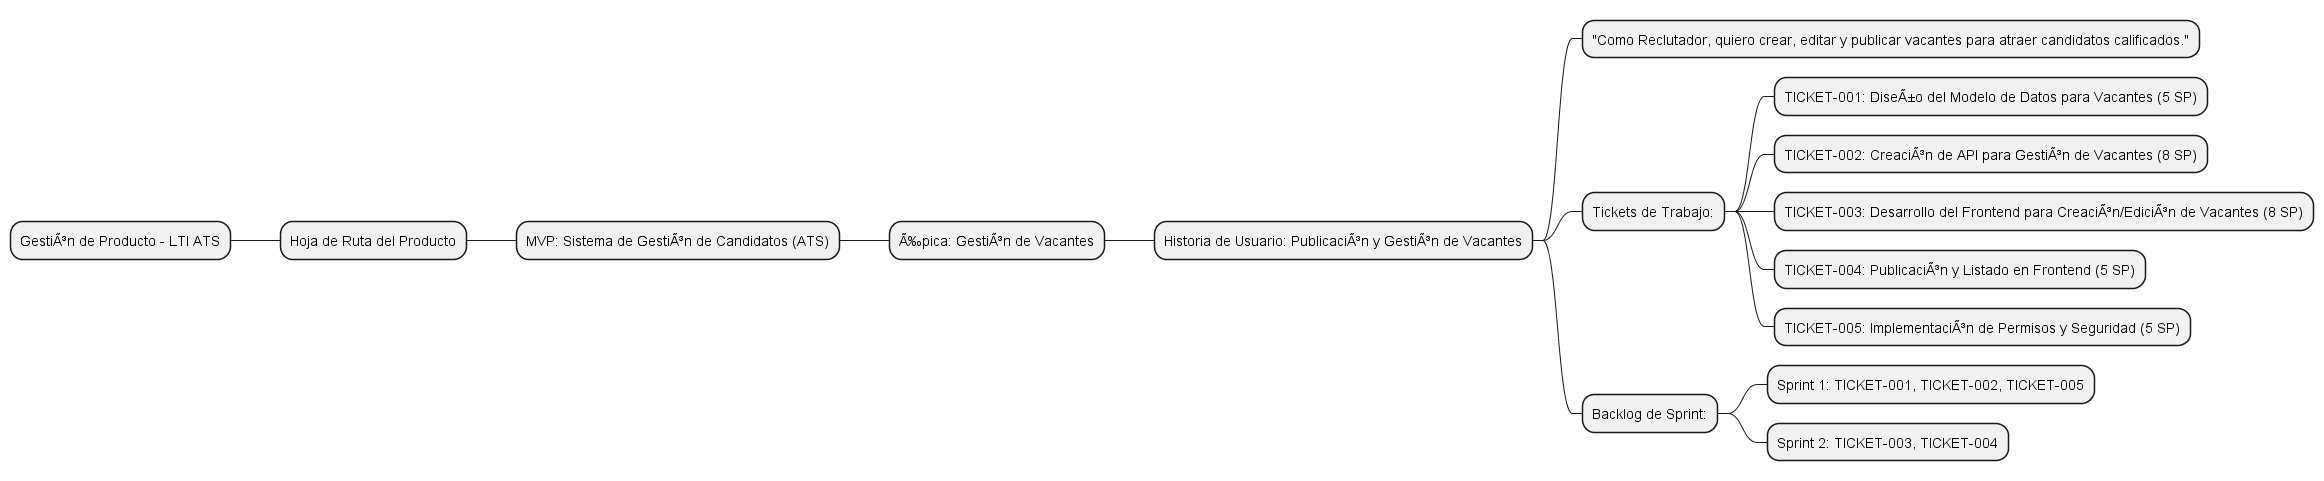 GestiÃ³n de Producto - LTI ATS
Hoja de Ruta del Producto
MVP: Sistema de GestiÃ³n de Candidatos (ATS)
Ã‰pica: GestiÃ³n de Vacantes
Historia de Usuario: PublicaciÃ³n y GestiÃ³n de Vacantes
"Como Reclutador, quiero crear, editar y publicar vacantes para atraer candidatos calificados."
Tickets de Trabajo:
TICKET-001: DiseÃ±o del Modelo de Datos para Vacantes (5 SP)
TICKET-002: CreaciÃ³n de API para GestiÃ³n de Vacantes (8 SP)
TICKET-003: Desarrollo del Frontend para CreaciÃ³n/EdiciÃ³n de Vacantes (8 SP)
TICKET-004: PublicaciÃ³n y Listado en Frontend (5 SP)
TICKET-005: ImplementaciÃ³n de Permisos y Seguridad (5 SP)
Backlog de Sprint:
Sprint 1: TICKET-001, TICKET-002, TICKET-005
Sprint 2: TICKET-003, TICKET-004